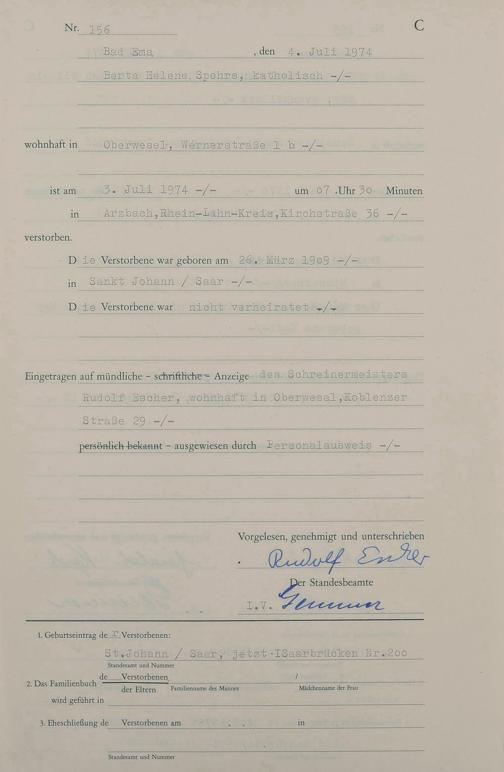 Nr. 156 C
Bad Ems, den 4. Juli 1974
Berta Helene Spohrs, katholisch -/-
wohnhaft in Oberwesel, Wernerstraße 1 b -/-
ist am 3. Juli 1974 -/- um 07 Uhr 30 Minuten
in Arzbach,Rhein-Lahn-Kreis,Kirchstraße 36 -/-
verstorben.
Die Verstorbene war geboren am 26. März 1909 -/-
in Sankt Johann / Saar -/-
Die Verstorbene war nicht verheiratet -/-
Eingetragen auf mündliche – schriftliche – Anzeige des Schreinermeisters
Rudolf Escher, wohnhaft in Oberwesel,Koblenzer
Straße 29 -/-
persönlich bekannt – ausgewiesen durch Personalausweis -/-
Vorgelesen, genehmigt und unterschrieben
Rudolf Escher
Der Standesbeamte
I.V.
1. Geburtseintrag de r Verstorbenen:
St.Johann / Saar, jetzt Saarbrücken Nr.200
Standesamt und Nummer
de Verstorbenen /
2. Das Familienbuch
der Eltern Familienname des Mannes Mädchenname der Frau
wird geführt in
3. Eheschließung de Verstorbenen am in
Standesamt und Nummer